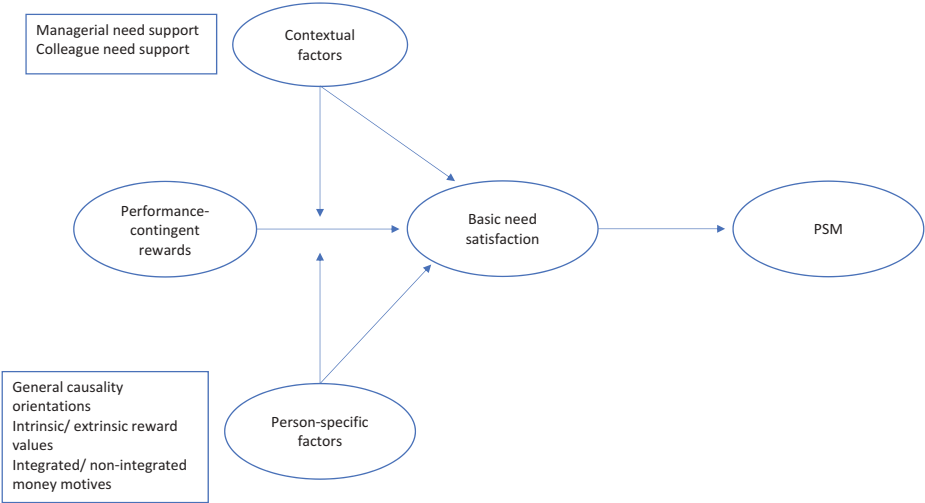 Managerial need support
Colleague need support
Contextual
factors
Performance-
contingent
rewards
Basic need
satisfaction
PSM
General causality
orientations
Intrinsic/ extrinsic reward
values
Integrated/ non-integrated
money motives
Person-specific
factors